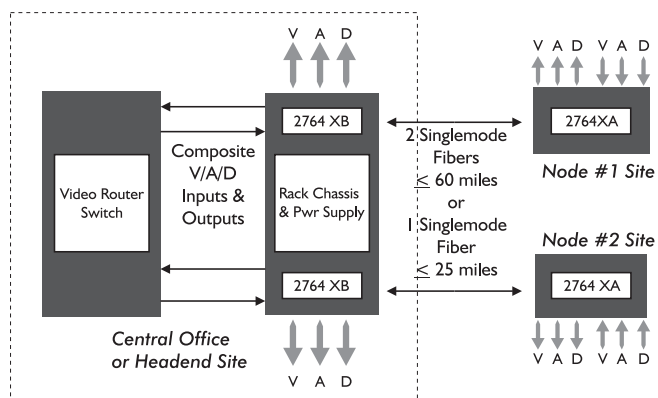 V A D
V A D V A D
2764 XB
2764XA
Node #1 Site
Composite
V/A/D
Inputs &
Outputs
Video Router
Switch
Rack Chassis
& Pwr Supply
2 Singlemode
Fibers
≤ 60 miles
or
1 Singlemode
Fiber
≤ 25 miles
Node #2 Site
2764 XB
2764 XA
Central Office
or Headend Site
V A D
V A D V A D